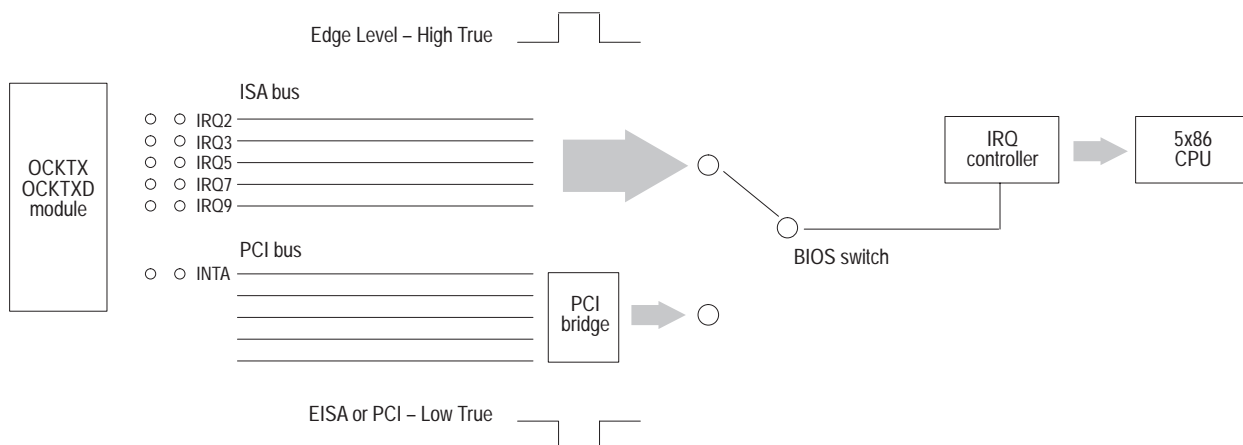 Edge Level – High True
OCKTX
OCKTXD
module
ISA bus
IRQ2
IRQ3
IRQ5
IRQ7
IRQ9
PCI bus
INTA
PCI
bridge
BIOS switch
IRQ
controller
5x86
CPU
EISA or PCI – Low True